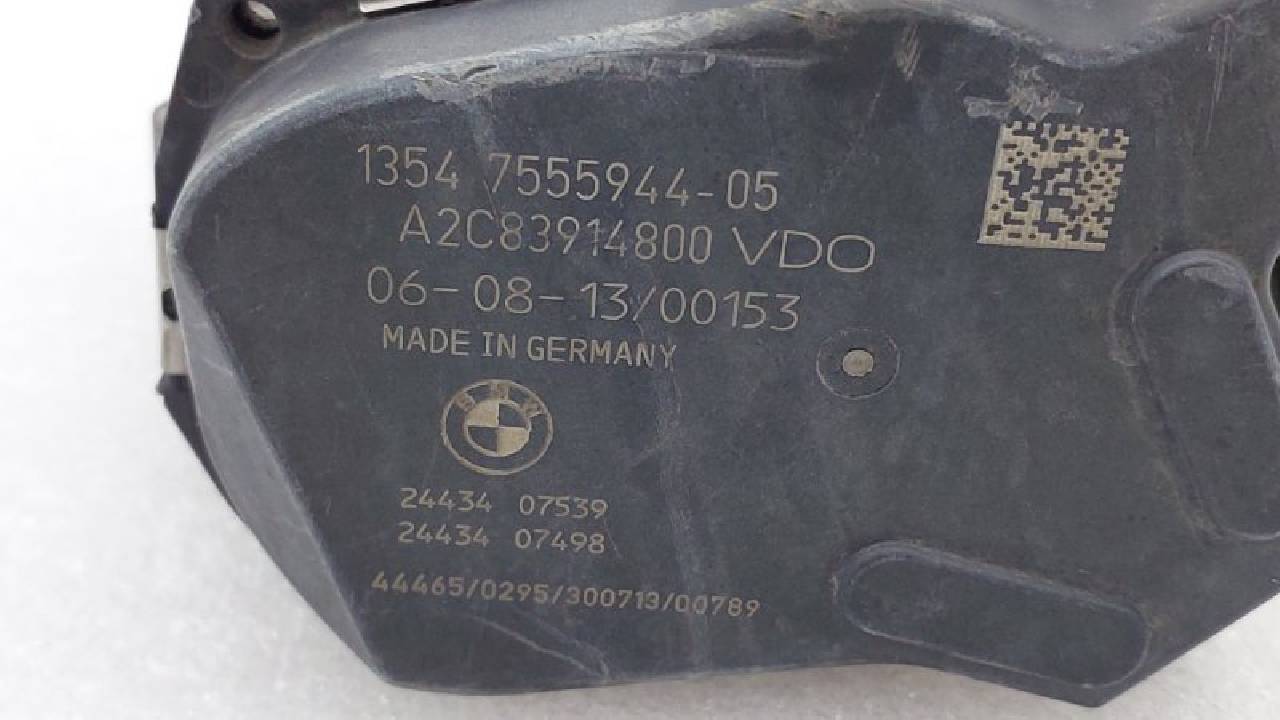 1354 7555944-05
A2C83914800 VDO
06-08-13/00153
MADE IN GERMANY
BMW
24434 07539
24434 07498
44465/0295/300713/00789